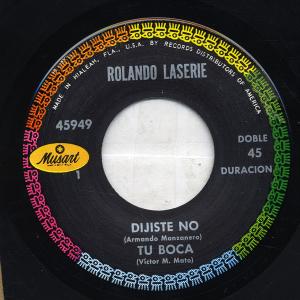 MADE IN HIALEAH, FLA., U.S.A. BY RECORDS DISTRIBUTORS OF AMERICA
ROLANDO LASERIE
45949
DOBLE
45
DURACION
Musart
1
DIJISTE NO
(Armando Manzanero)
TU BOCA
(Víctor M. Mato)